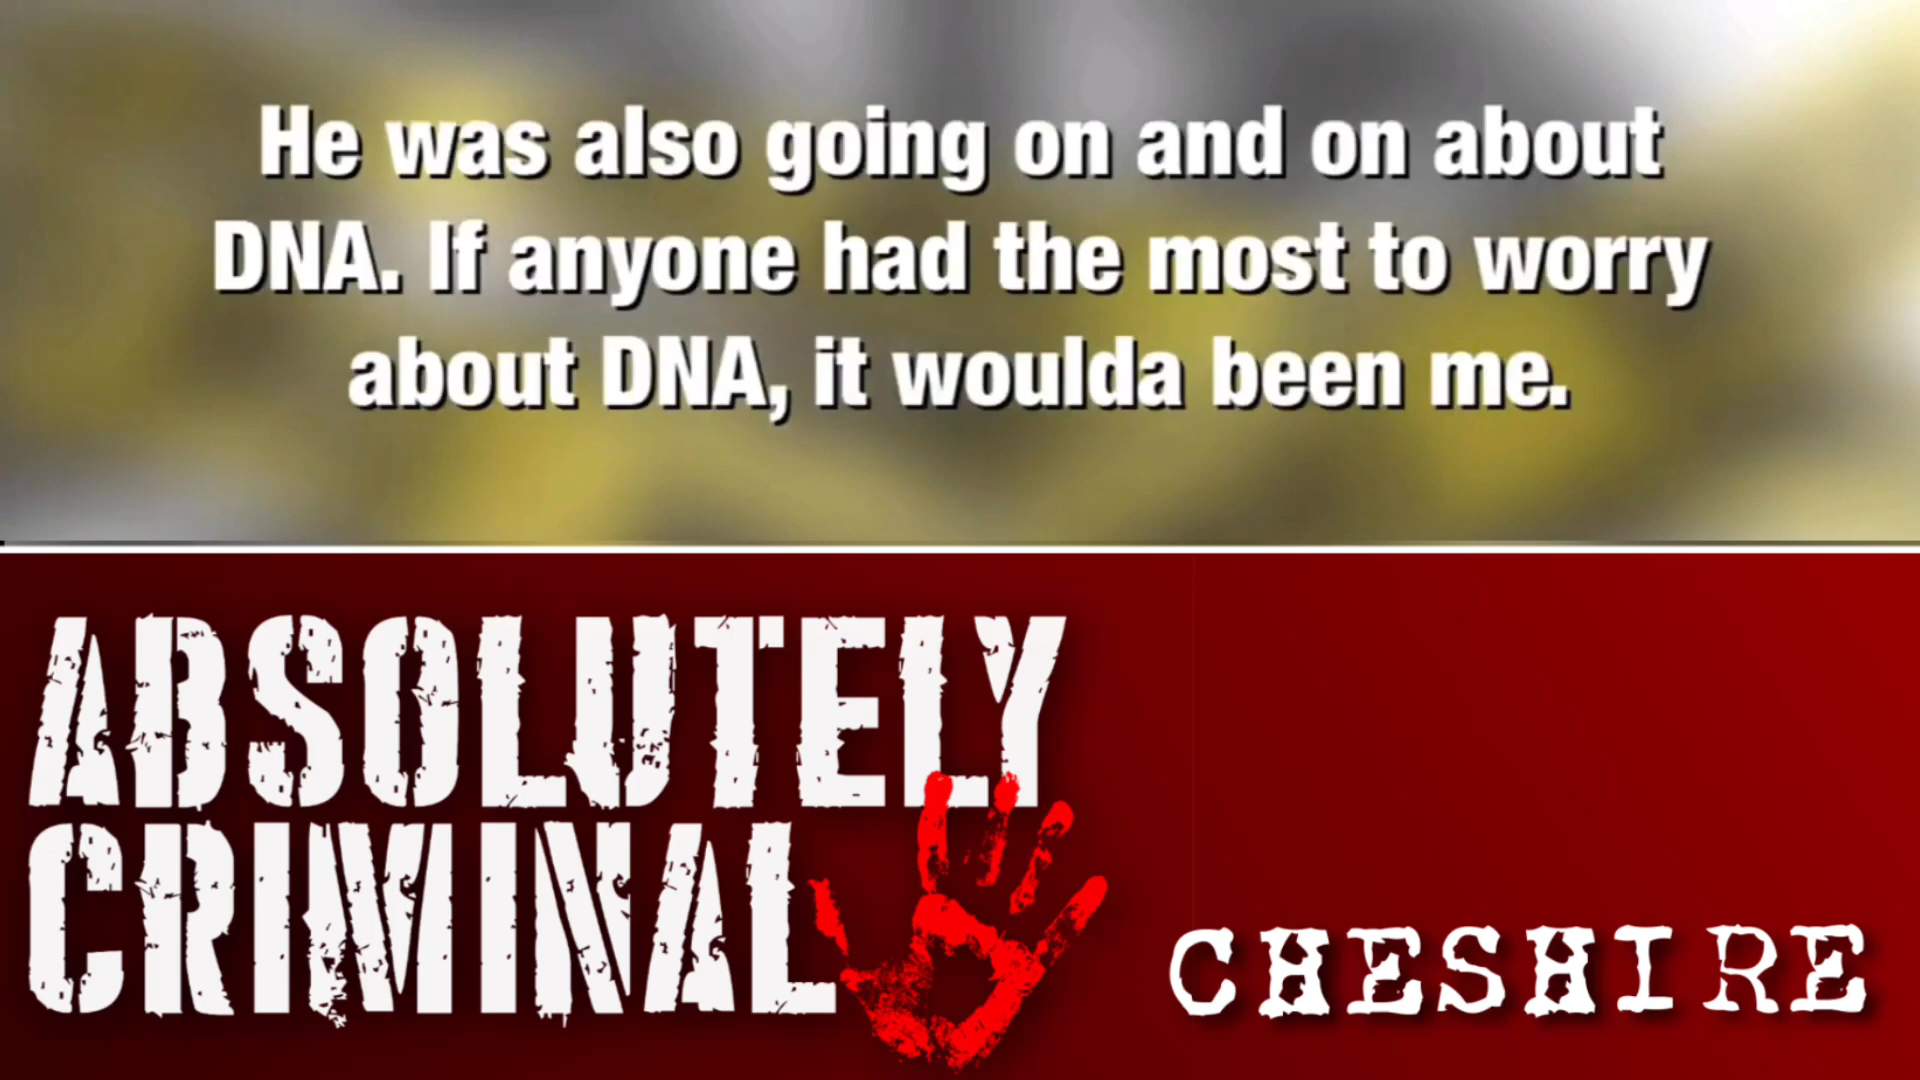 He was also going on and on about
DNA. If anyone had the most to worry
about DNA, it woulda been me.
ABSOLUTELY
CRIMINAL
CHESHIRE